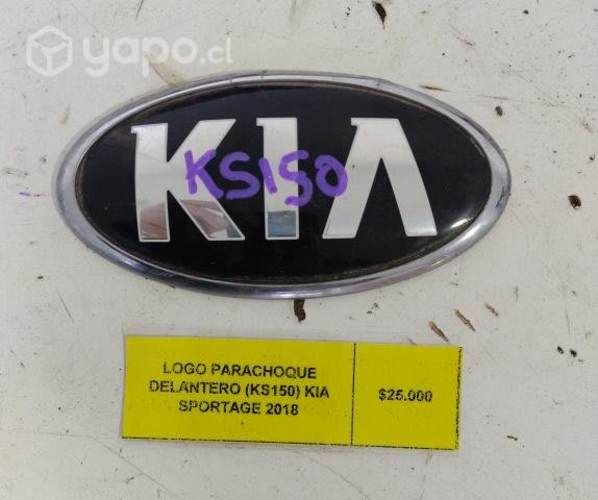 yapo.cl
KIA
KS150
LOGO PARACHOQUE
DELANTERO (KS150) KIA
SPORTAGE 2018
$25.000